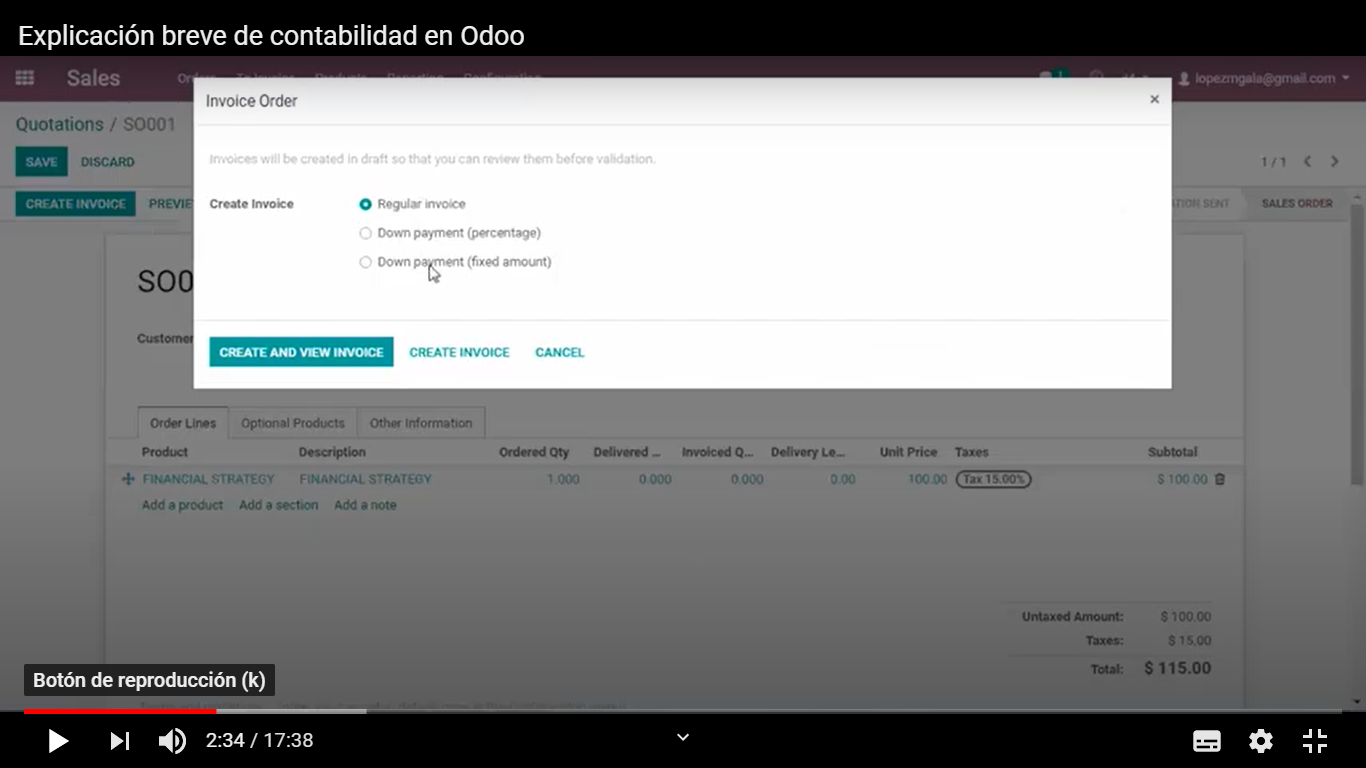 Explicación breve de contabilidad en Odoo
Sales
Orders To Invoice Products Reporting Configuration
1
lopezmgala@gmail.com
Invoice Order
×
Quotations / SO001
SAVE DISCARD
1 / 1
Invoices will be created in draft so that you can review them before validation.
CREATE INVOICE PREVIE
ATION SENT SALES ORDER
Create Invoice
Regular invoice
Down payment (percentage)
Down payment (fixed amount)
SO0
Customer
CREATE AND VIEW INVOICE CREATE INVOICE CANCEL
Order Lines Optional Products Other Information
Product Description Ordered Qty Delivered ... Invoiced Q... Delivery Le... Unit Price Taxes Subtotal
FINANCIAL STRATEGY FINANCIAL STRATEGY 1.000 0.000 0.000 0.00 100.00 Tax 15.00% $ 100.00
Add a product Add a section Add a note
Untaxed Amount: $ 100.00
Taxes: $ 15.00
Total: $ 115.00
Botón de reproducción (k)
2:34 / 17:38